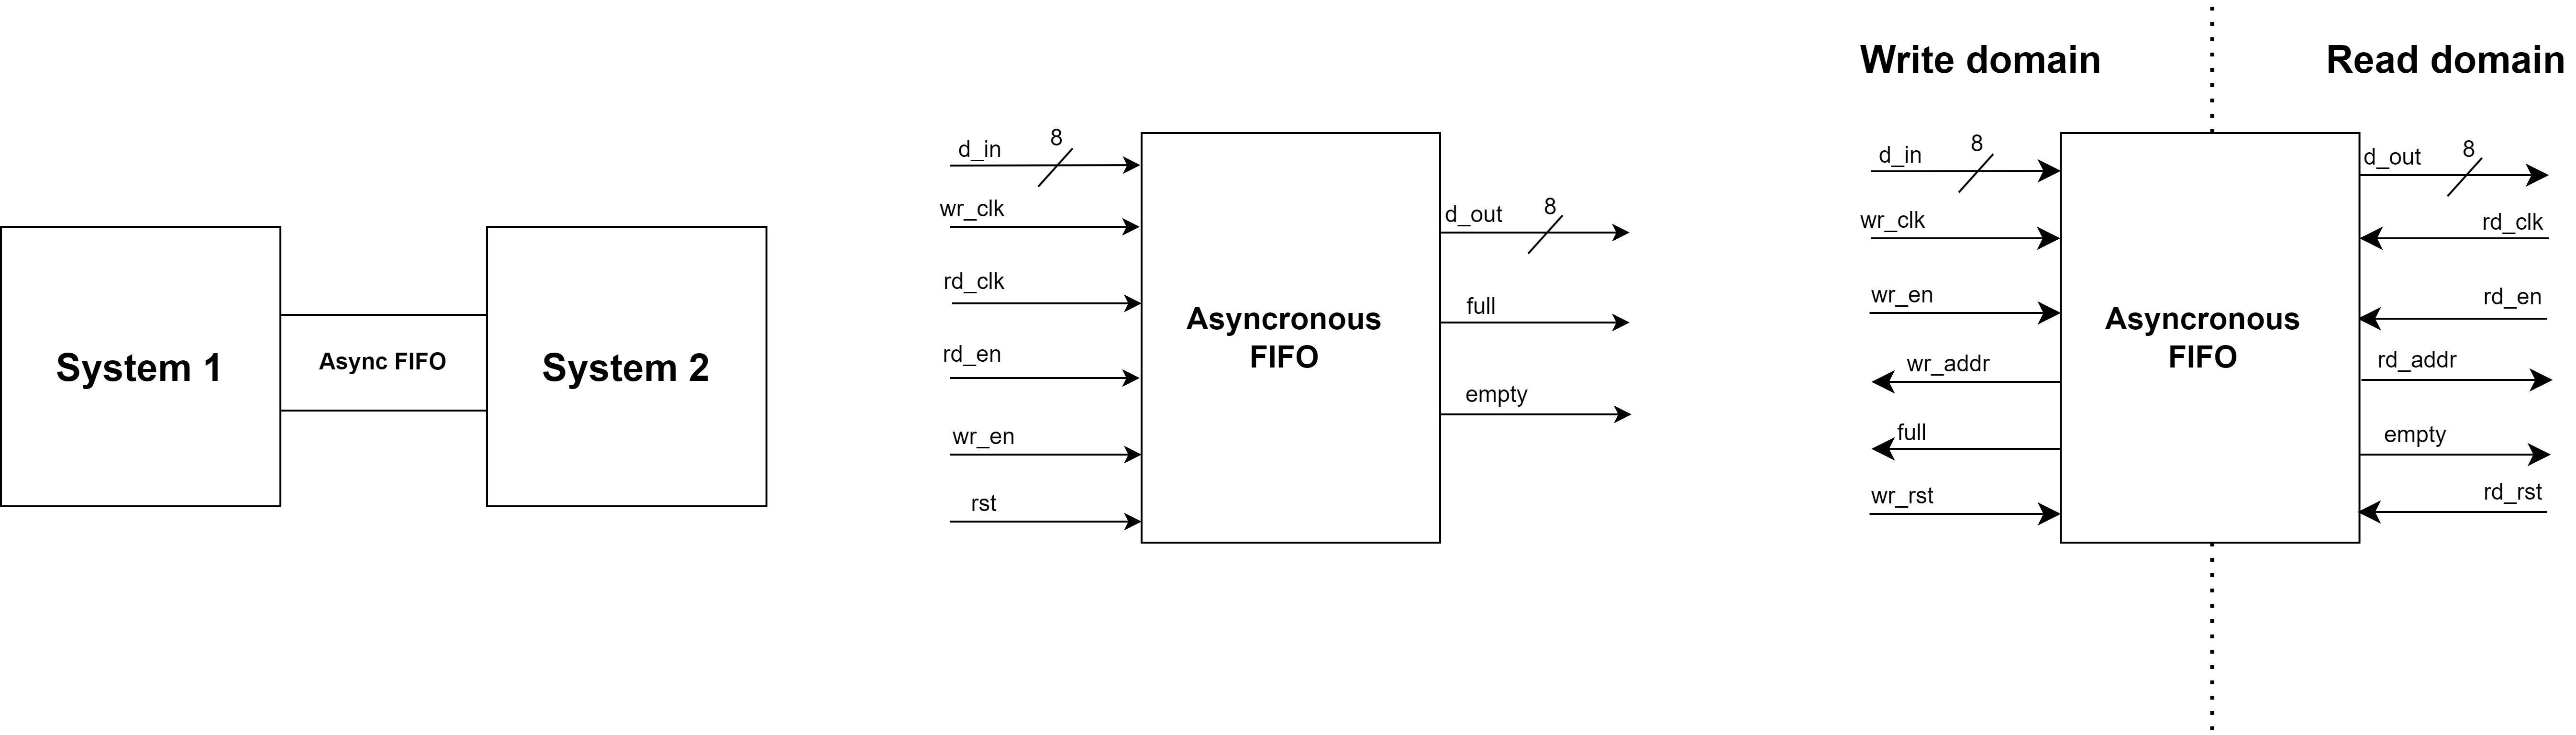 System 1
Async FIFO
System 2
d_in
8
wr_clk
rd_clk
rd_en
wr_en
rst
Asyncronous
FIFO
d_out
8
full
empty
Write domain
Read domain
d_in
8
wr_clk
wr_en
wr_addr
full
wr_rst
Asyncronous
FIFO
d_out
8
rd_clk
rd_en
rd_addr
empty
rd_rst